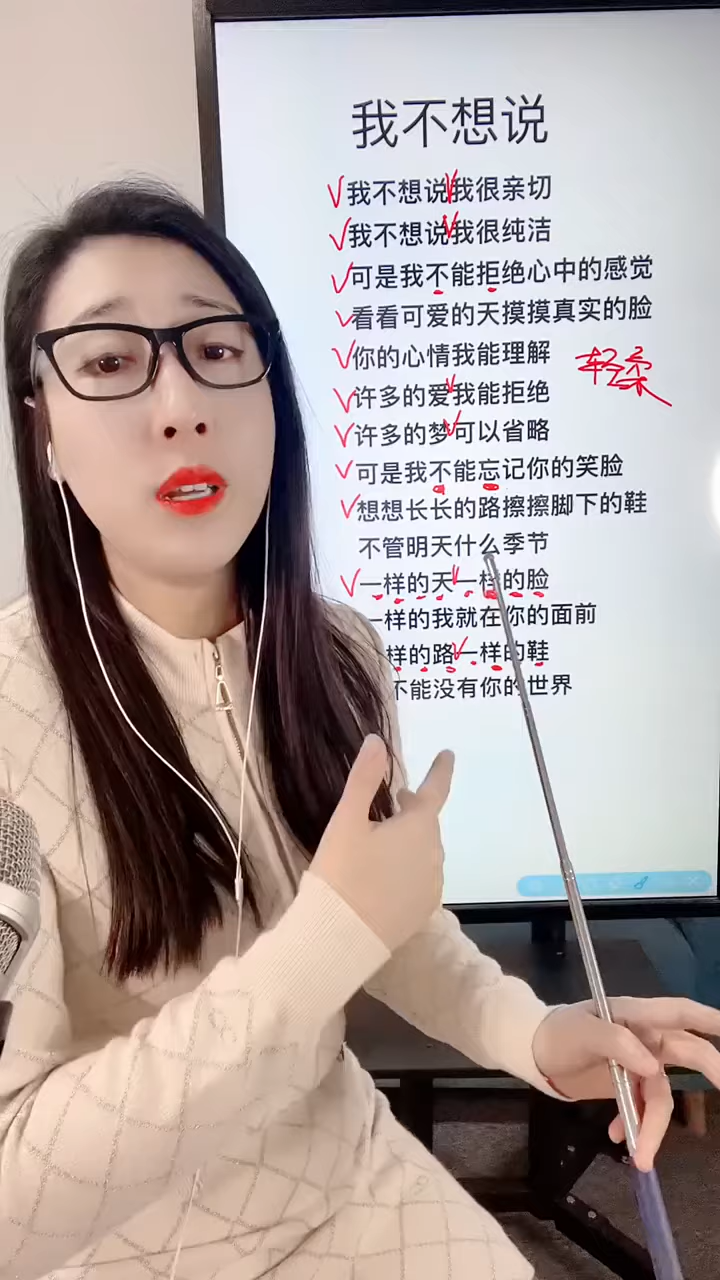 我不想说
我不想说我很亲切
我不想说我很纯洁
可是我不能拒绝心中的感觉
看看可爱的天摸摸真实的脸
你的心情我能理解
轻柔
许多的爱我能拒绝
许多的梦可以省略
可是我不能忘记你的笑脸
想想长长的路擦擦脚下的鞋
不管明天什么季节
一样的天一样的脸
一样的我就在你的面前
样的路一样的鞋
不能没有你的世界